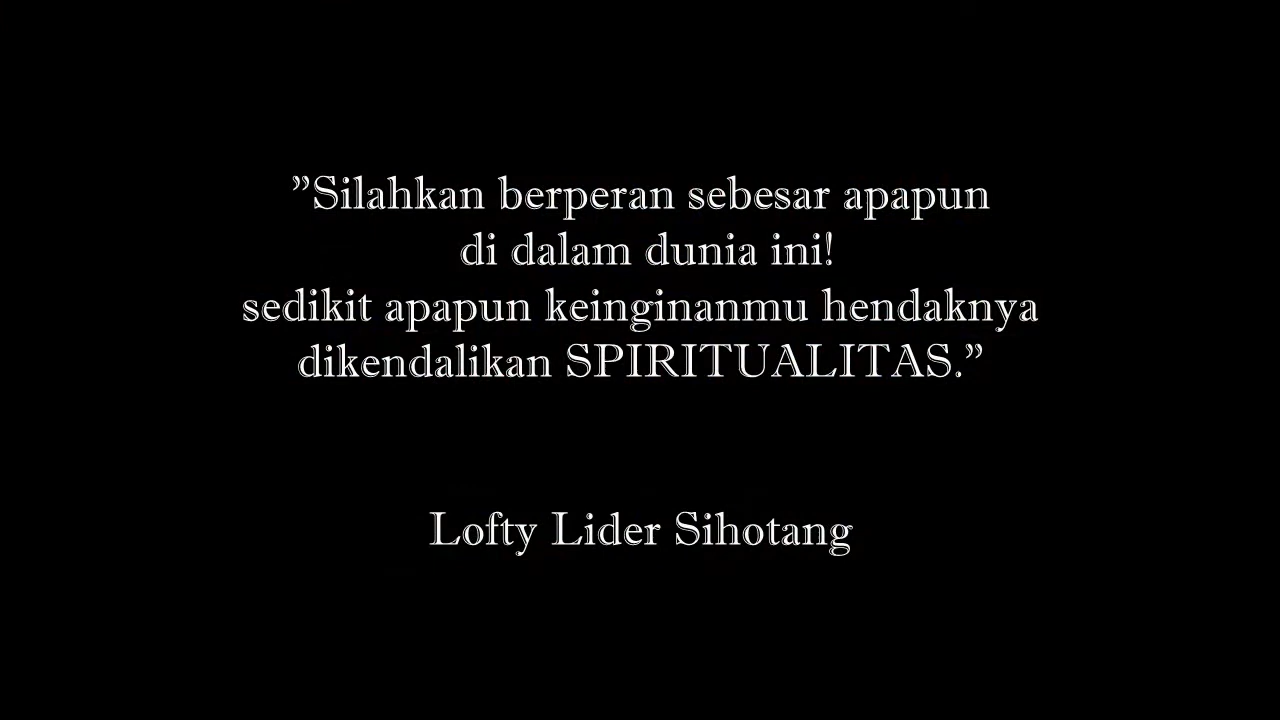 ”Silahkan berperan sebesar apapun
di dalam dunia ini!
sedikit apapun keinginanmu hendaknya
dikendalikan SPIRITUALITAS.”
Lofty Lider Sihotang